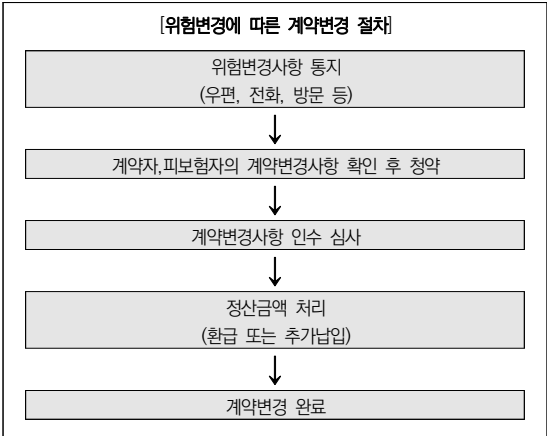 [위험변경에 따른 계약변경 절차]
위험변경사항 통지
(우편, 전화, 방문 등)
계약자,피보험자의 계약변경사항 확인 후 청약
계약변경사항 인수 심사
정산금액 처리
(환급 또는 추가납입)
계약변경 완료